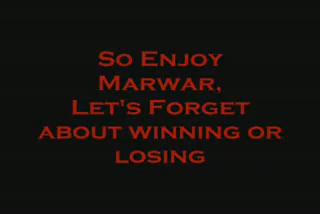 So Enjoy
Marwar,
Let's Forget
about winning or
losing